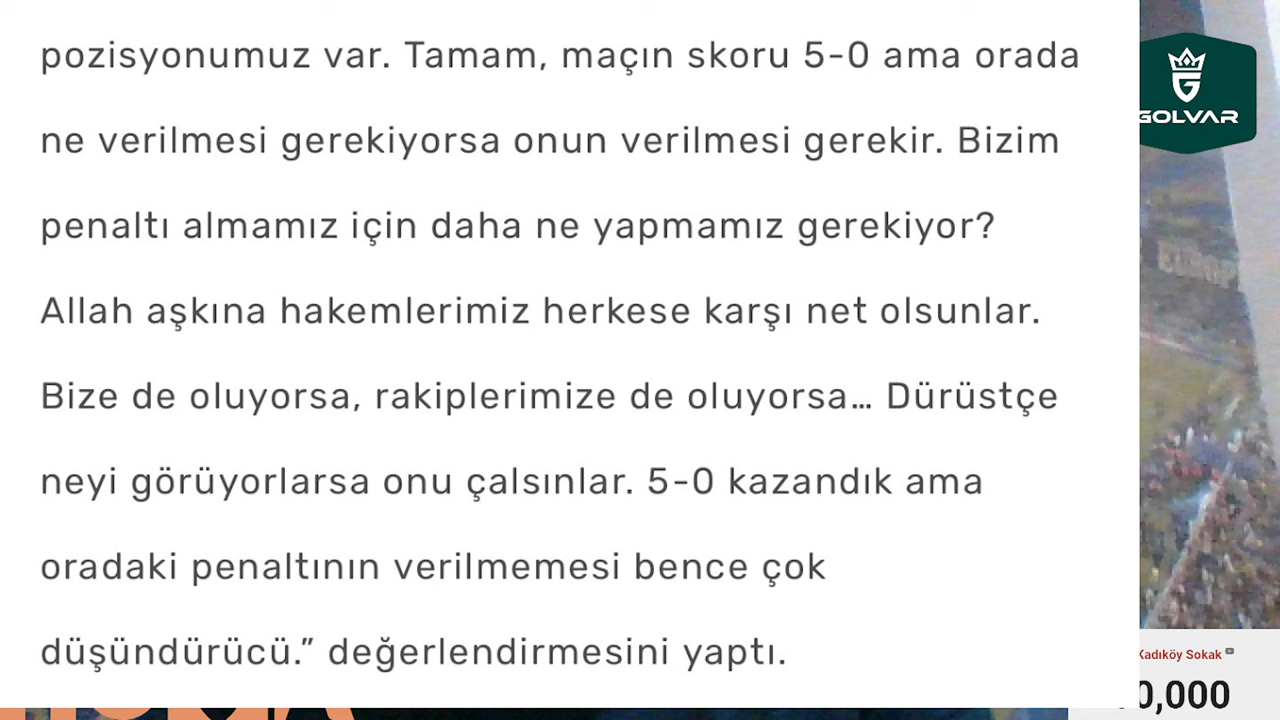 pozisyonumuz var. Tamam, maçın skoru 5-0 ama orada
ne verilmesi gerekiyorsa onun verilmesi gerekir. Bizim
penaltı almamız için daha ne yapmamız gerekiyor?
Allah aşkına hakemlerimiz herkese karşı net olsunlar.
Bize de oluyorsa, rakiplerimize de oluyorsa… Dürüstçe
neyi görüyorlarsa onu çalsınlar. 5-0 kazandık ama
oradaki penaltının verilmemesi bence çok
düşündürücü.” değerlendirmesini yaptı.
GOLVAR
Kadıköy Sokak
0,000